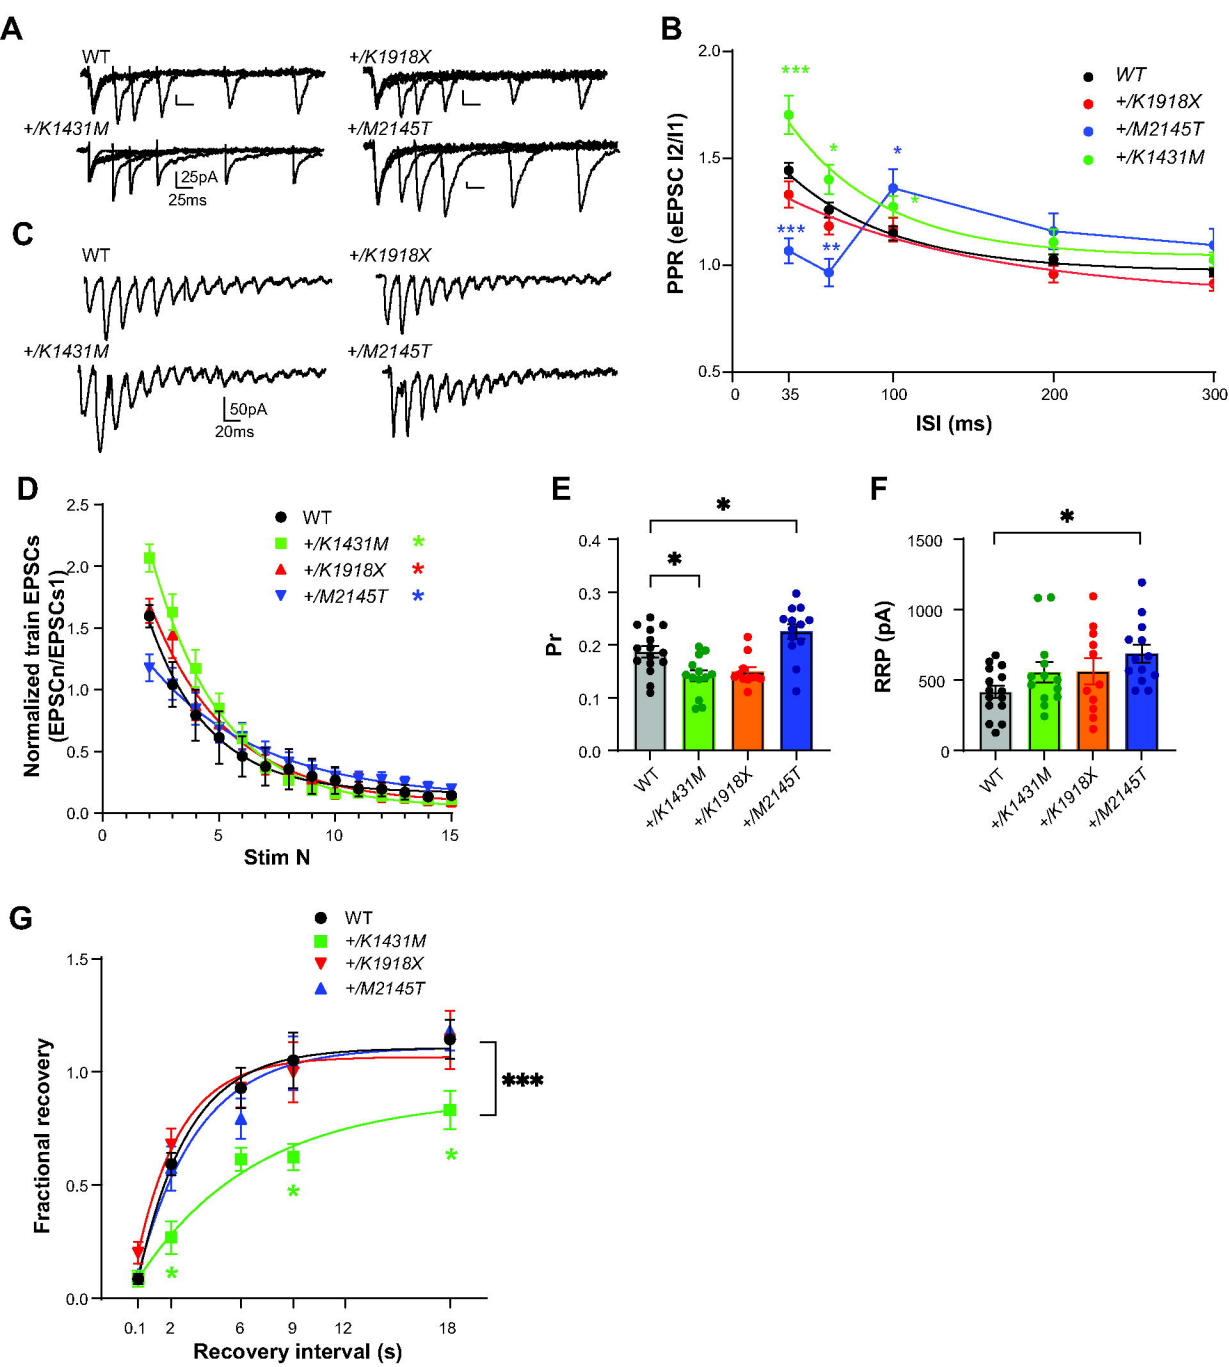 A
WT
+/K1918X
+/K1431M
+/M2145T
25pA
25ms
B
PPR (eEPSC I2/I1)
2.0
1.5
1.0
0.5
***
*
*
*
***
**
WT
+/K1918X
+/M2145T
+/K1431M
0
35
100
200
300
ISI (ms)
C
WT
+/K1918X
+/K1431M
+/M2145T
50pA
20ms
D
Normalized train EPSCs
(EPSCn/EPSCs1)
2.5
2.0
1.5
1.0
0.5
0.0
WT
+/K1431M *
+/K1918X *
+/M2145T *
0
5
10
15
Stim N
E
Pr
0.4
0.3
0.2
0.1
0.0
*
*
WT
+/K1431M
+/K1918X
+/M2145T
F
RRP (pA)
1500
1000
500
0
*
WT
+/K1431M
+/K1918X
+/M2145T
G
WT
+/K1431M
+/K1918X
+/M2145T
Fractional recovery
1.5
1.0
0.5
0.0
***
*
*
*
0.1
2
6
9
12
18
Recovery interval (s)